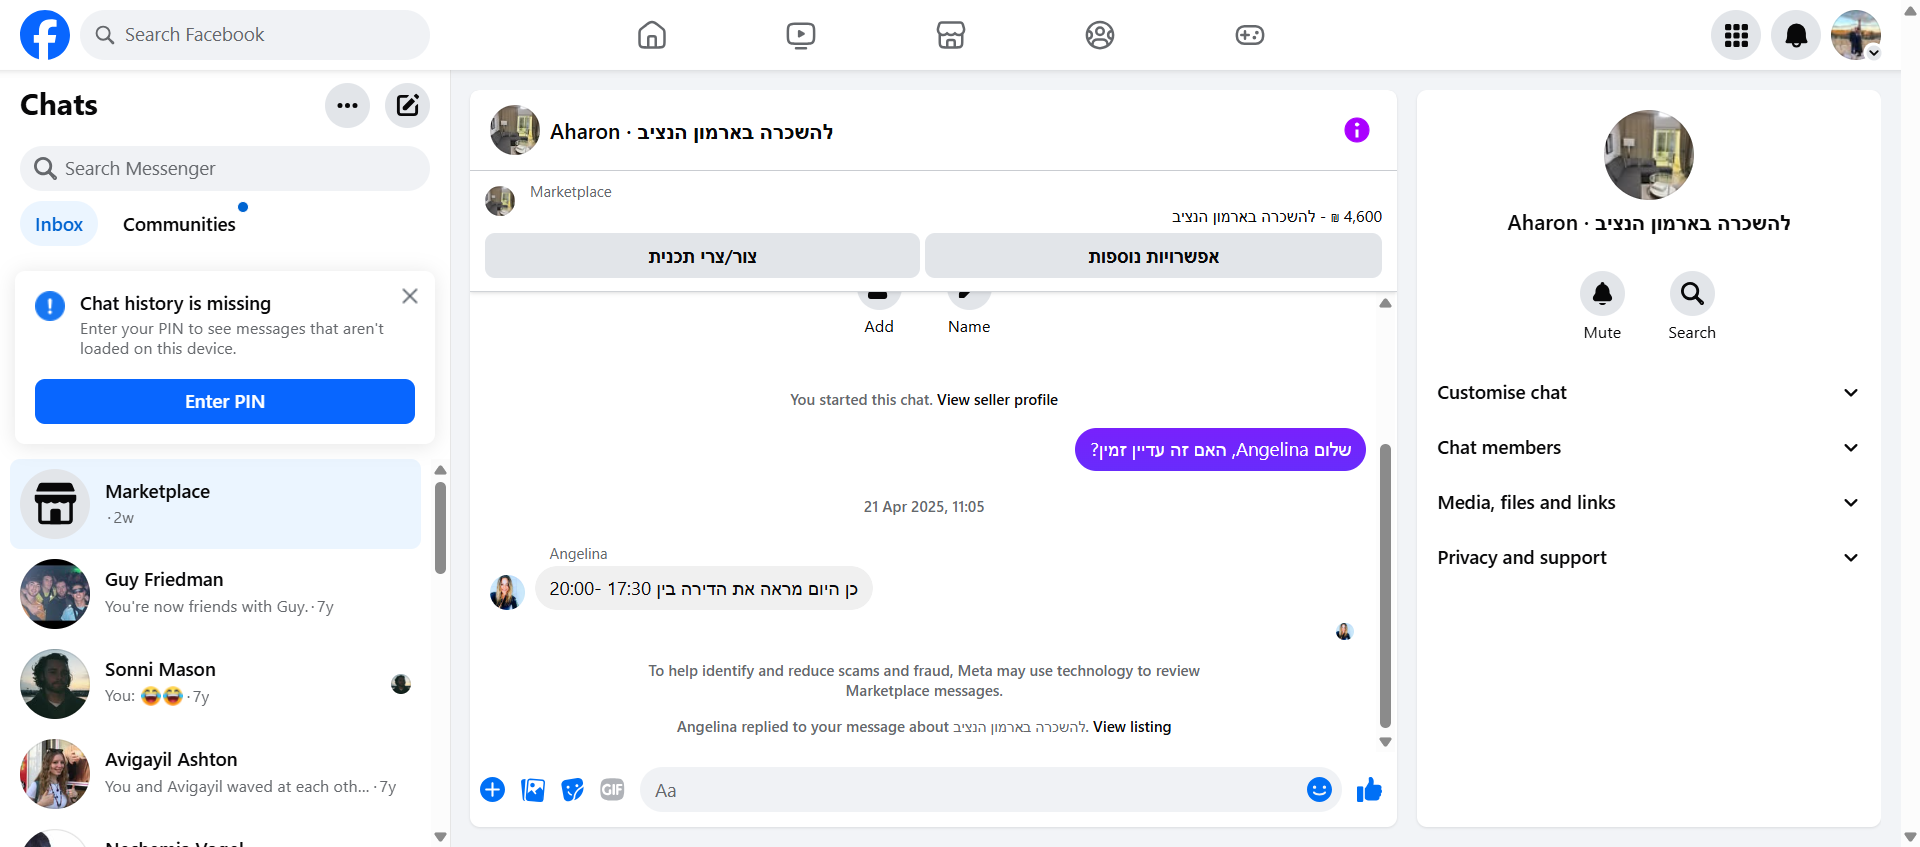 Search Facebook
Chats
Search Messenger
Inbox
Communities
Chat history is missing
Enter your PIN to see messages that aren't
loaded on this device.
Enter PIN
Marketplace
· 2w
Guy Friedman
You're now friends with Guy. · 7y
Sonni Mason
You: 😂😂 · 7y
Avigayil Ashton
You and Avigayil waved at each oth... · 7y
Aharon · להשכרה בארמון הנציב
Marketplace
4,600 ₪ - להשכרה בארמון הנציב
צור/צרי תכנית
אפשרויות נוספות
Add
Name
You started this chat. View seller profile
שלום Angelina, האם זה עדיין זמין?
21 Apr 2025, 11:05
Angelina
כן היום מראה את הדירה בין 17:30 -20:00
To help identify and reduce scams and fraud, Meta may use technology to review
Marketplace messages.
Angelina replied to your message about להשכרה בארמון הנציב. View listing
GIF
Aa
Aharon · להשכרה בארמון הנציב
Mute
Search
Customise chat
Chat members
Media, files and links
Privacy and support